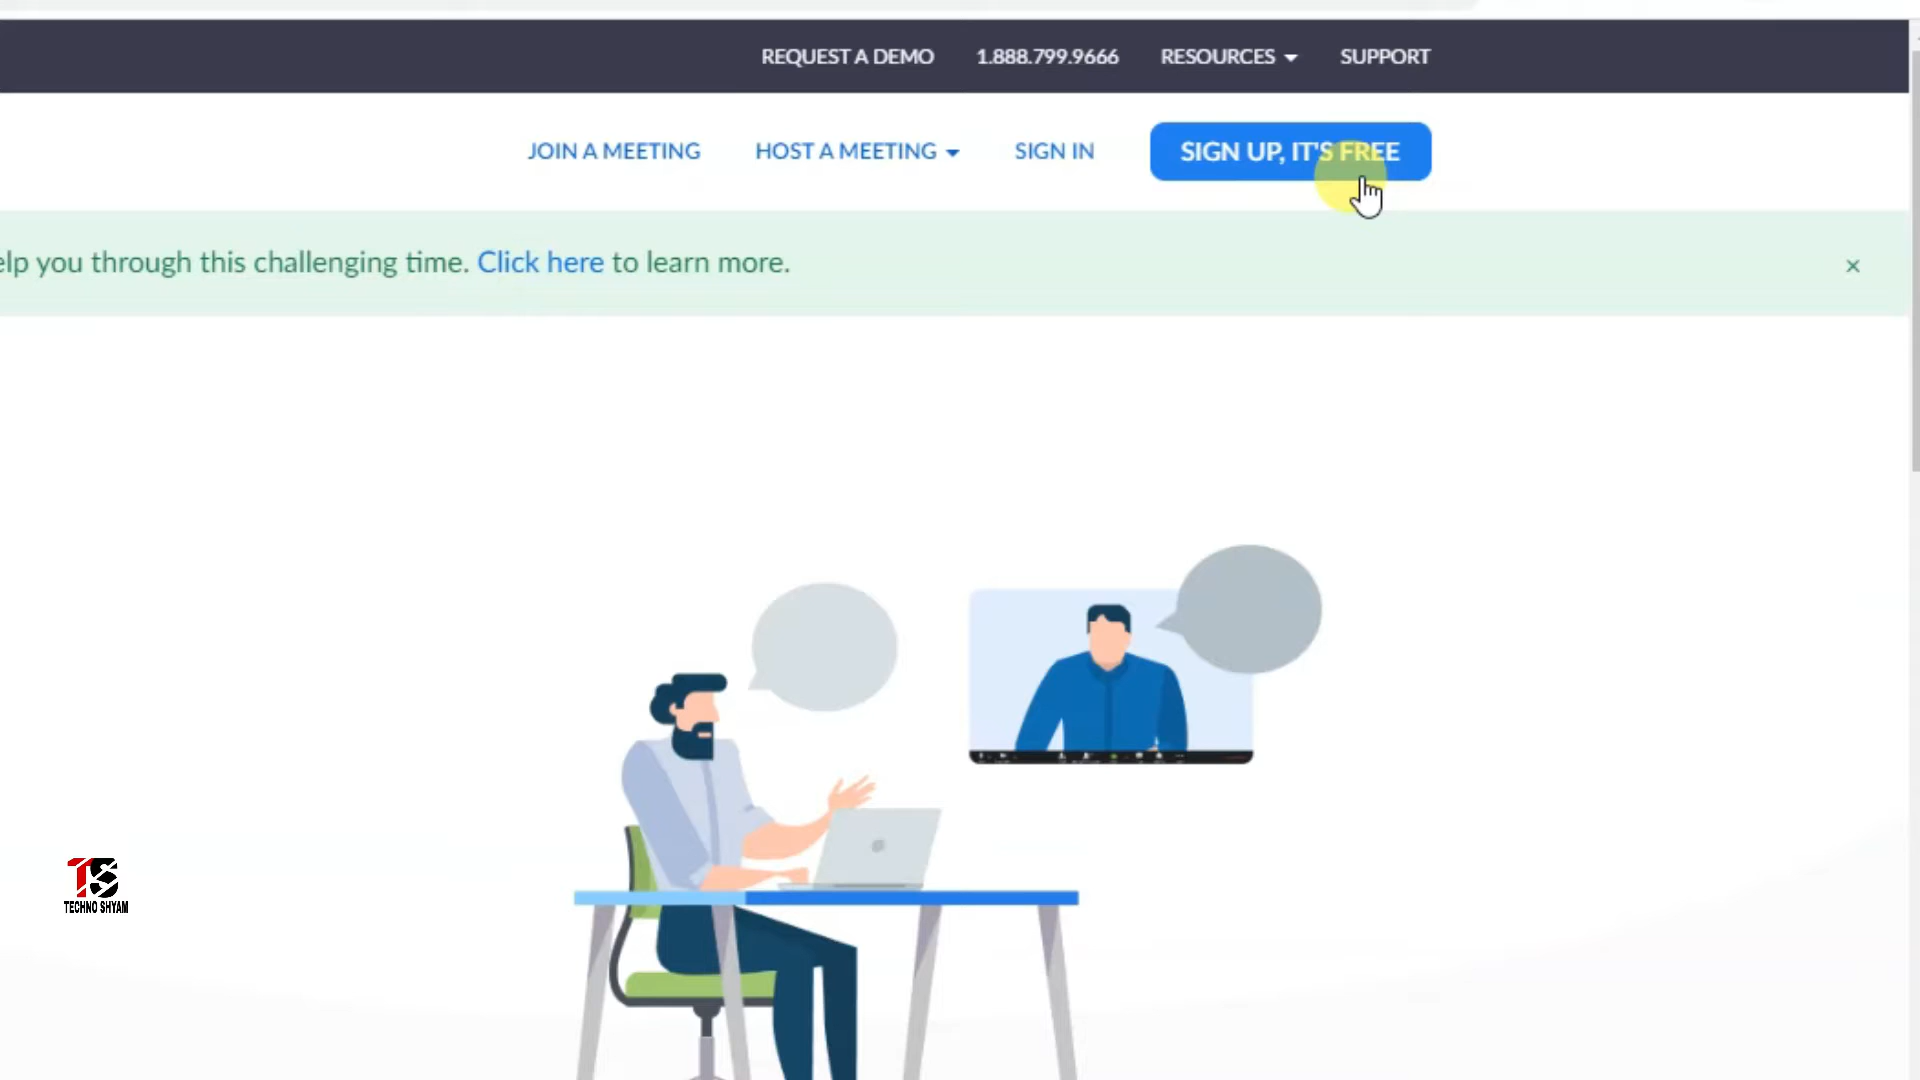 REQUEST A DEMO 1.888.799.9666 RESOURCES SUPPORT
JOIN A MEETING HOST A MEETING SIGN IN SIGN UP, IT'S FREE
elp you through this challenging time. Click here to learn more.
TS
TECHNO SHYAM